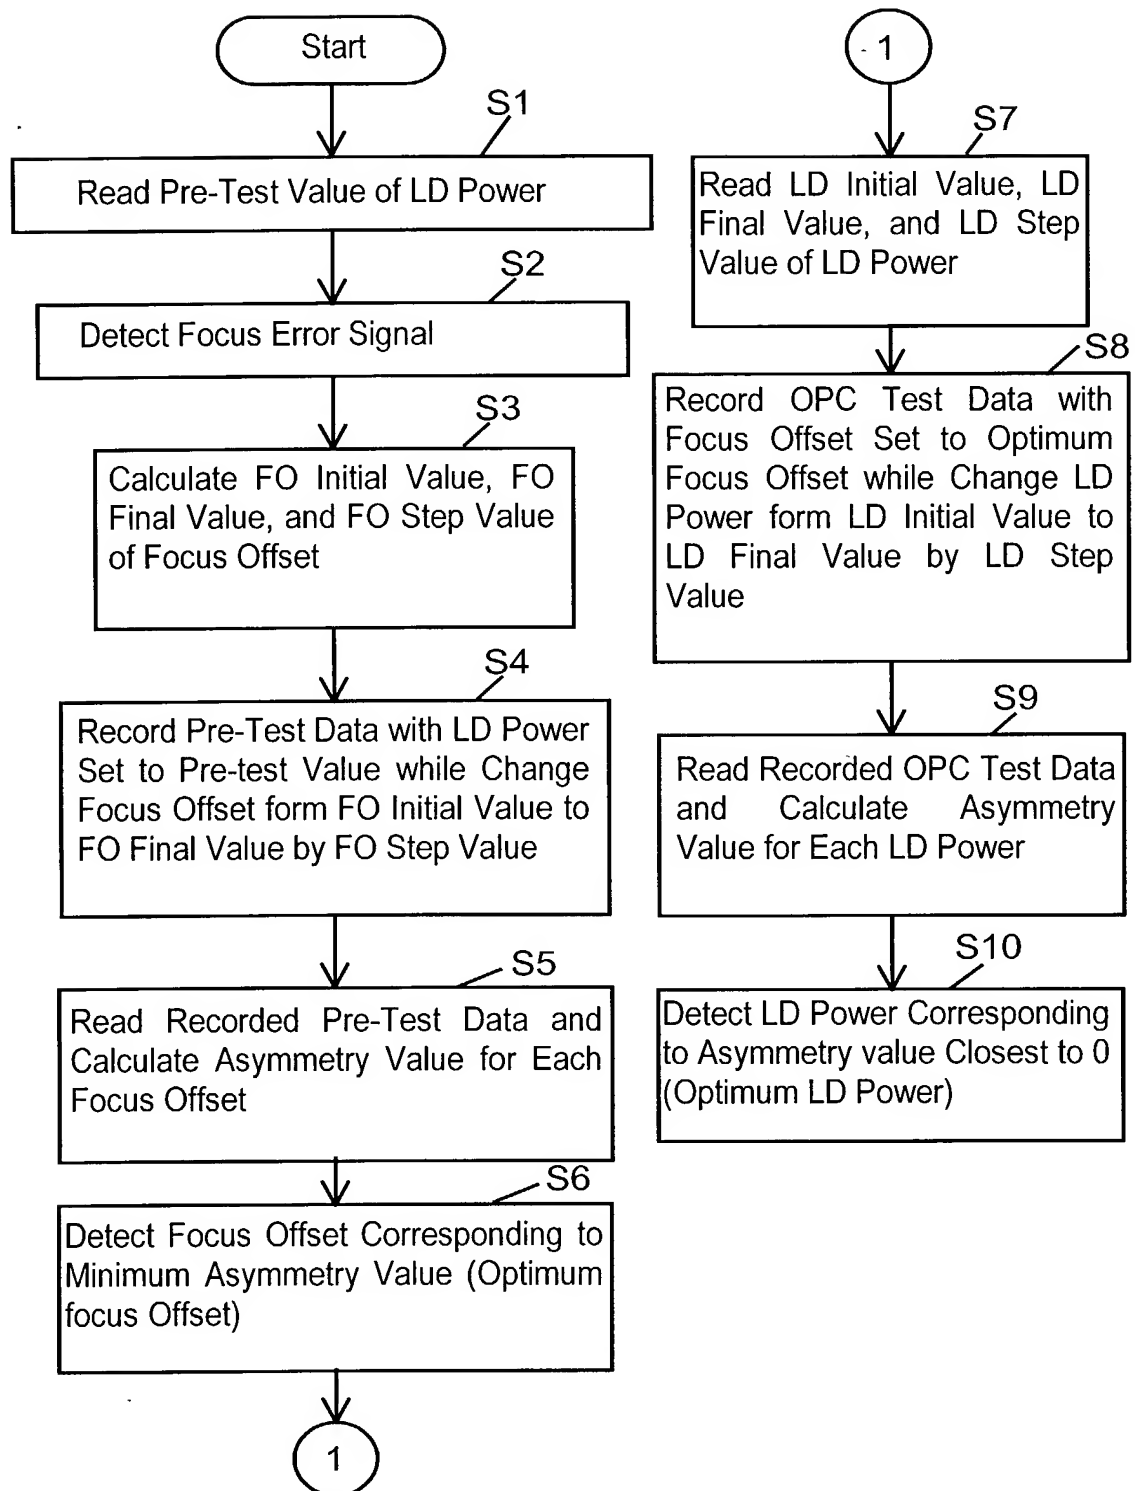 Start
S1
Read Pre-Test Value of LD Power
S2
Detect Focus Error Signal
S3
Calculate FO Initial Value, FO
Final Value, and FO Step Value
of Focus Offset
S4
Record Pre-Test Data with LD Power
Set to Pre-test Value while Change
Focus Offset form FO Initial Value to
FO Final Value by FO Step Value
S5
Read Recorded Pre-Test Data and
Calculate Asymmetry Value for Each
Focus Offset
S6
Detect Focus Offset Corresponding to
Minimum Asymmetry Value (Optimum
focus Offset)
1
1
S7
Read LD Initial Value, LD
Final Value, and LD Step
Value of LD Power
S8
Record OPC Test Data with
Focus Offset Set to Optimum
Focus Offset while Change LD
Power form LD Initial Value to
LD Final Value by LD Step
Value
S9
Read Recorded OPC Test Data
and Calculate Asymmetry
Value for Each LD Power
S10
Detect LD Power Corresponding
to Asymmetry value Closest to 0
(Optimum LD Power)